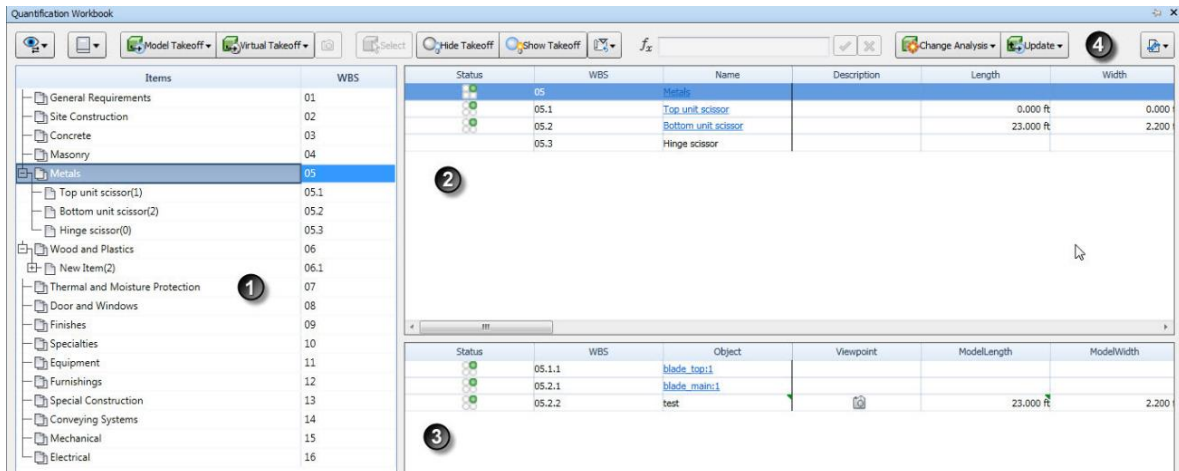 Quantification Workbook
Model Takeoff Virtual Takeoff Select Hide Takeoff Show Takeoff fx Change Analysis Update 4
Items WBS
General Requirements 01
Site Construction 02
Concrete 03
Masonry 04
Metals 05
Top unit scissor(1) 05.1
Bottom unit scissor(2) 05.2
Hinge scissor(0) 05.3
Wood and Plastics 06
New Item(2) 06.1
Thermal and Moisture Protection 07
1
Door and Windows 08
Finishes 09
Specialties 10
Equipment 11
Furnishings 12
Special Construction 13
Conveying Systems 14
Mechanical 15
Electrical 16
Status WBS Name Description Length Width
05 Metals
05.1 Top unit scissor 0.000 ft 0.000
05.2 Bottom unit scissor 23.000 ft 2.200
05.3 Hinge scissor
2
Status WBS Object Viewpoint ModelLength ModelWidth
05.1.1 blade_top:1
05.2.1 blade_main:1
05.2.2 test 23.000 ft 2.200
3